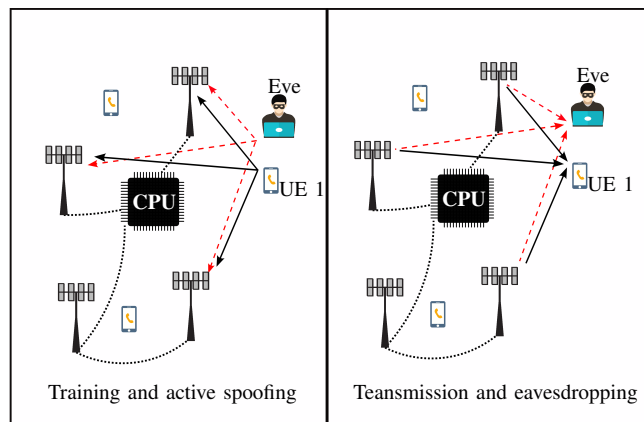 Eve
UE 1
CPU
Training and active spoofing
Eve
UE 1
CPU
Teansmission and eavesdropping